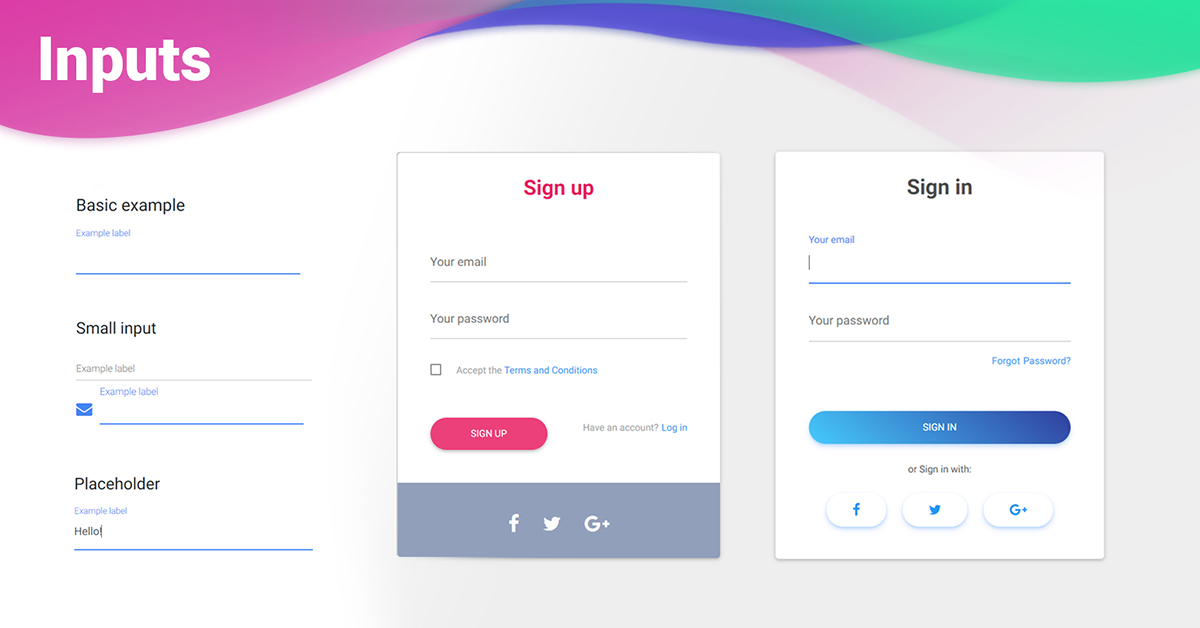 Inputs
Basic example
Example label
Small input
Example label
Example label
Placeholder
Example label
Hello!
Sign up
Your email
Your password
Accept the Terms and Conditions
SIGN UP
Have an account? Log in
G+
Sign in
Your email
Your password
Forgot Password?
SIGN IN
or Sign in with:
G+